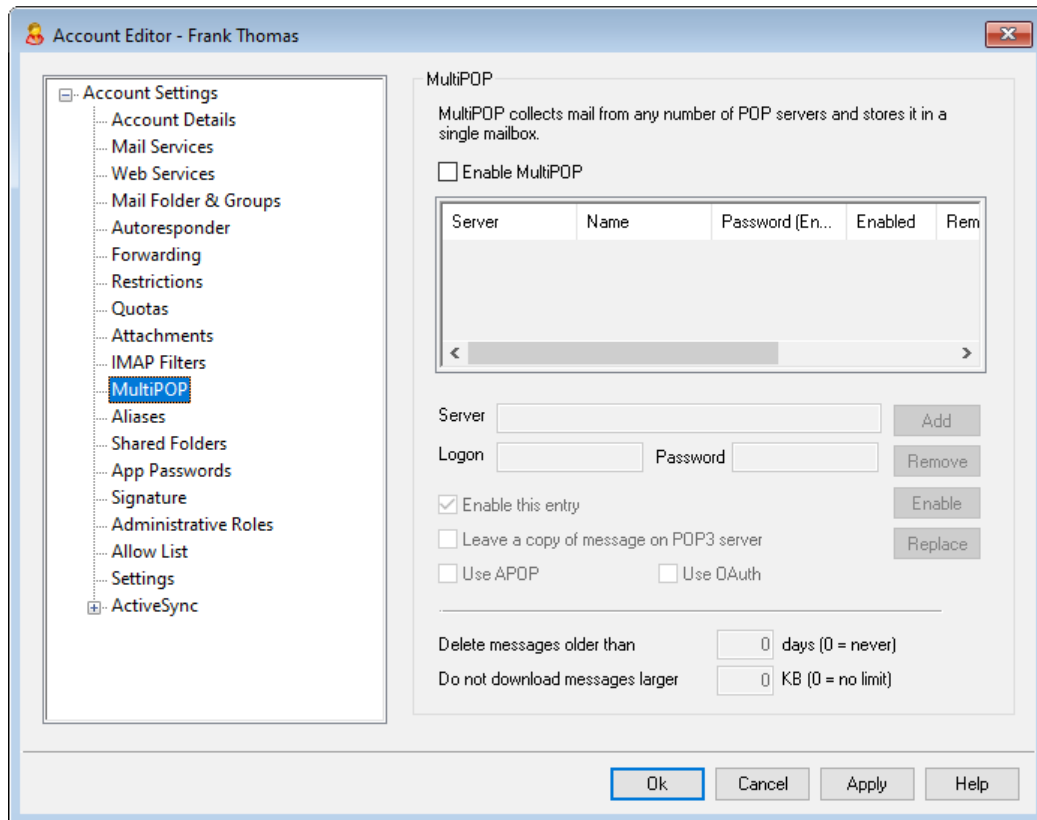 Account Editor - Frank Thomas
Account Settings
Account Details
Mail Services
Web Services
Mail Folder & Groups
Autoresponder
Forwarding
Restrictions
Quotas
Attachments
IMAP Filters
MultiPOP
Aliases
Shared Folders
App Passwords
Signature
Administrative Roles
Allow List
Settings
ActiveSync
MultiPOP
MultiPOP collects mail from any number of POP servers and stores it in a
single mailbox.
Enable MultiPOP
Server Name Password (En... Enabled Rem
Server Add
Logon Password Remove
Enable this entry Enable
Leave a copy of message on POP3 server Replace
Use APOP Use OAuth
Delete messages older than 0 days (0 = never)
Do not download messages larger 0 KB (0 = no limit)
Ok Cancel Apply Help